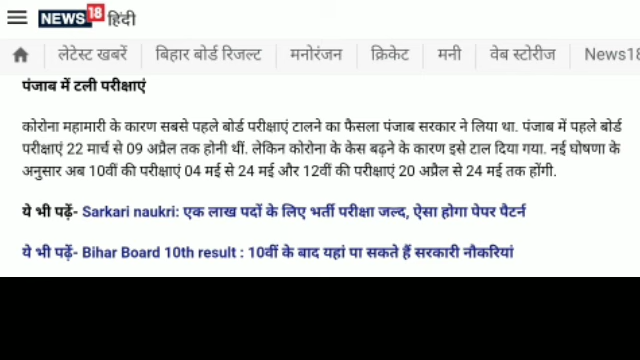 NEWS 18 हिंदी
लेटेस्ट खबरें बिहार बोर्ड रिजल्ट मनोरंजन क्रिकेट मनी वेब स्टोरीज News18
पंजाब में टली परीक्षाएं
कोरोना महामारी के कारण सबसे पहले बोर्ड परीक्षाएं टालने का फैसला पंजाब सरकार ने लिया था. पंजाब में पहले बोर्ड
परीक्षाएं 22 मार्च से 09 अप्रैल तक होनी थीं. लेकिन कोरोना के केस बढ़ने के कारण इसे टाल दिया गया. नई घोषणा के
अनुसार अब 10वीं की परीक्षाएं 04 मई से 24 मई और 12वीं की परीक्षाएं 20 अप्रैल से 24 मई तक होंगी.
ये भी पढ़ें- Sarkari naukri: एक लाख पदों के लिए भर्ती परीक्षा जल्द, ऐसा होगा पेपर पैटर्न
ये भी पढ़ें- Bihar Board 10th result : 10वीं के बाद यहां पा सकते हैं सरकारी नौकरियां